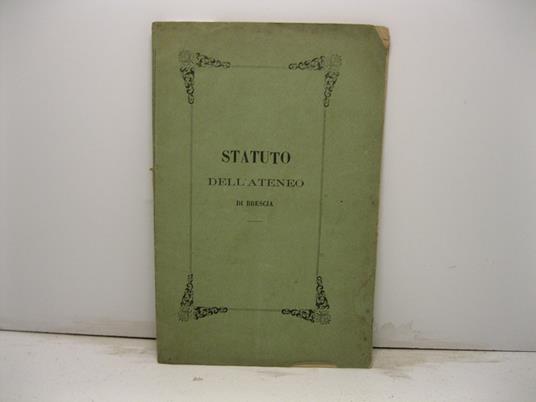 STATUTO
DELL'ATENEO
DI BRESCIA